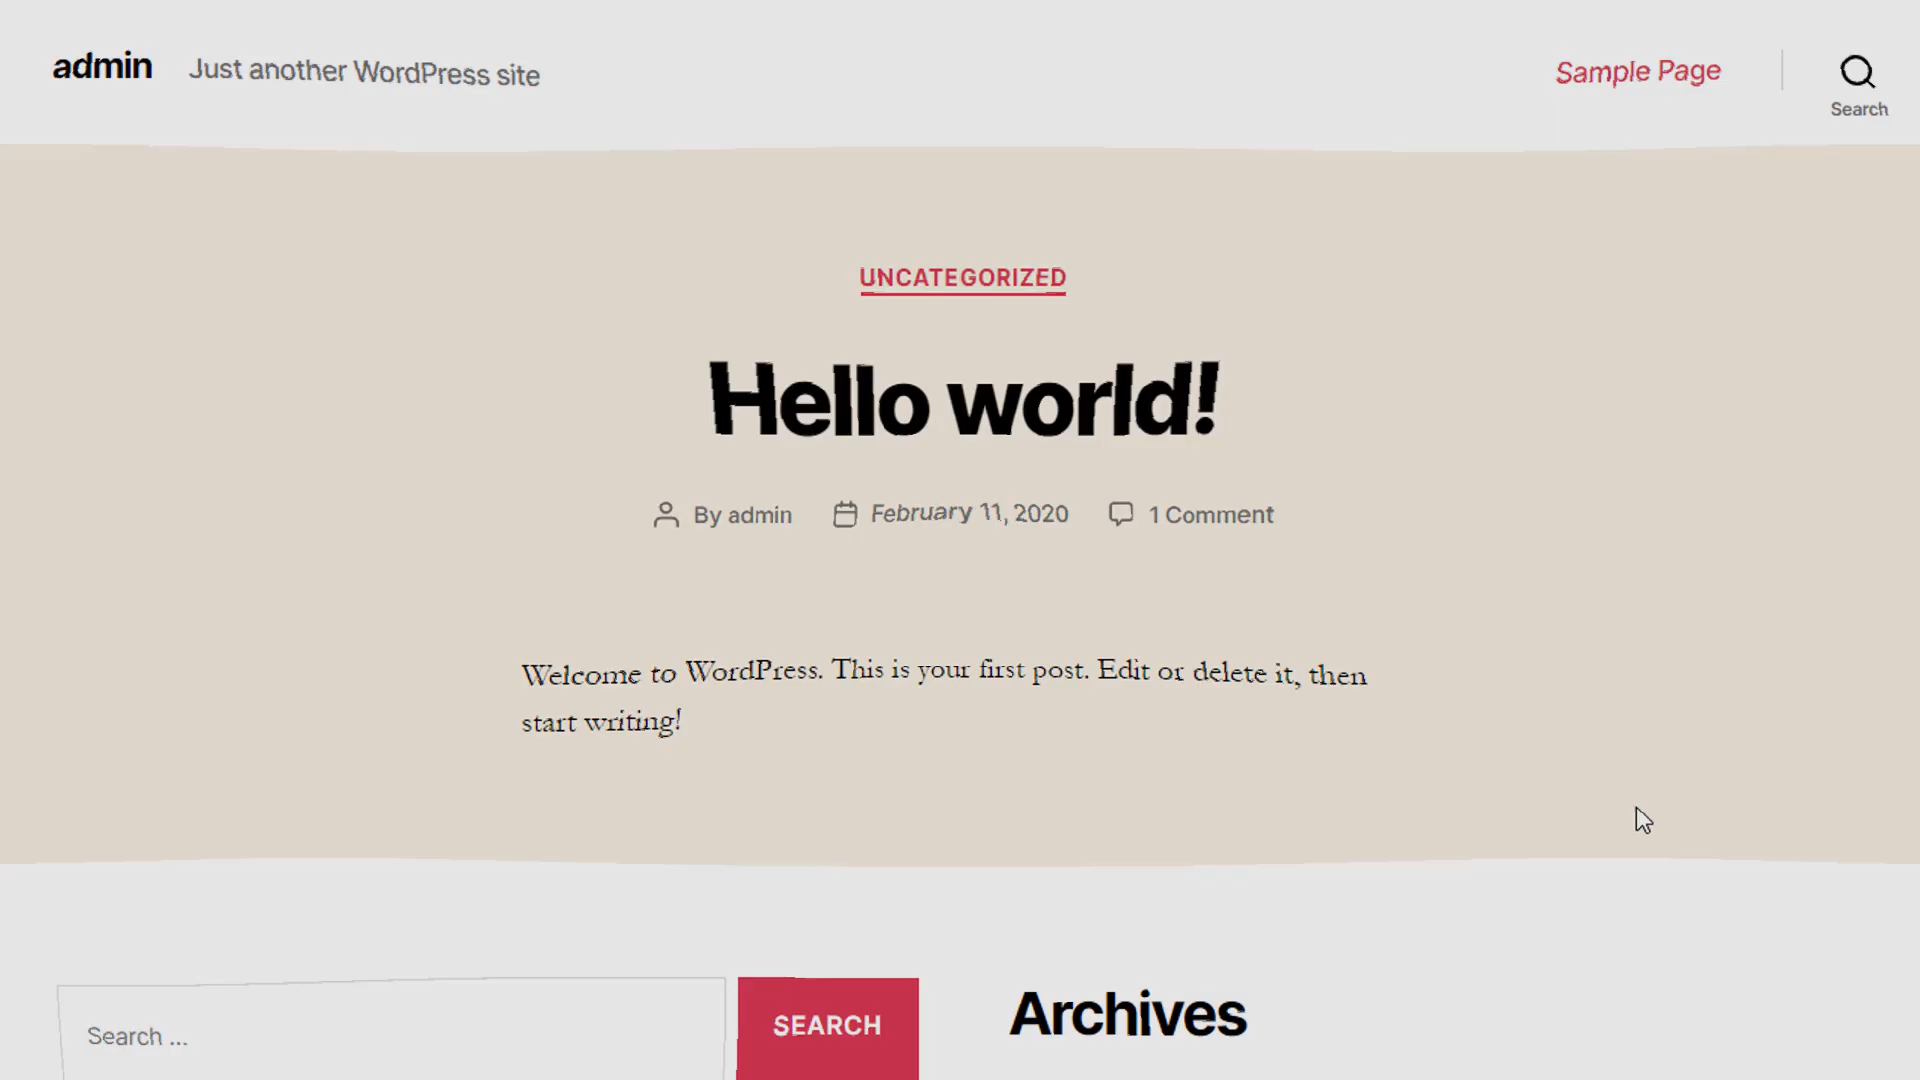 admin Just another WordPress site Sample Page
Search
UNCATEGORIZED
Hello world!
By admin February 11, 2020 1 Comment
Welcome to WordPress. This is your first post. Edit or delete it, then
start writing!
Search ... SEARCH Archives